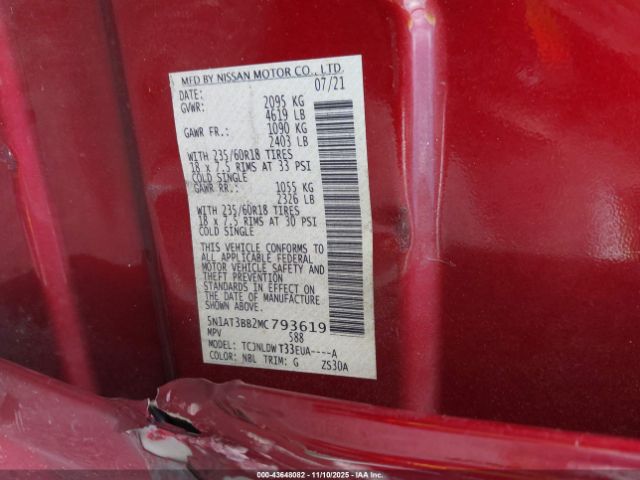 MFD BY NISSAN MOTOR CO., LTD.
DATE: 07/21
GVWR: 2095 KG
4619 LB
GAWR FR.: 1090 KG
2403 LB
WITH 235/60R18 TIRES
18 x 7.5 RIMS AT 33 PSI
COLD SINGLE
GAWR RR.: 1055 KG
2326 LB
WITH 235/60R18 TIRES
18 x 7.5 RIMS AT 30 PSI
COLD SINGLE
THIS VEHICLE CONFORMS TO
ALL APPLICABLE FEDERAL
MOTOR VEHICLE SAFETY AND
THEFT PREVENTION
STANDARDS IN EFFECT ON
THE DATE OF MANUFACTURE
SHOWN ABOVE.
5N1AT3BB2MC793619
MPV 588
MODEL: TCJNLDWT33EUA----A
COLOR: NBL TRIM: G ZS30A
000-43648082 - 11/10/2025 - IAA Inc.